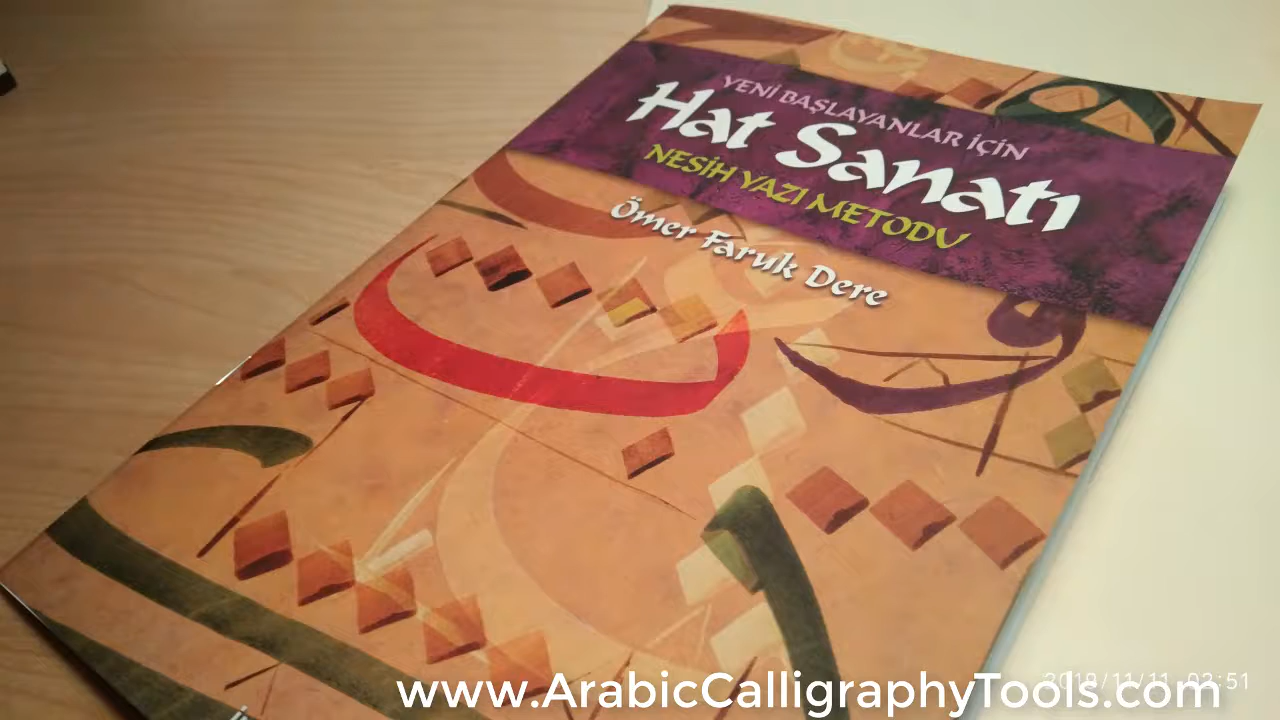 YENİ BAŞLAYANLAR İÇİN
Hat Sanatı
NESİH YAZI METODU
Ömer Faruk Dere
www.ArabicCalligraphyTools.com